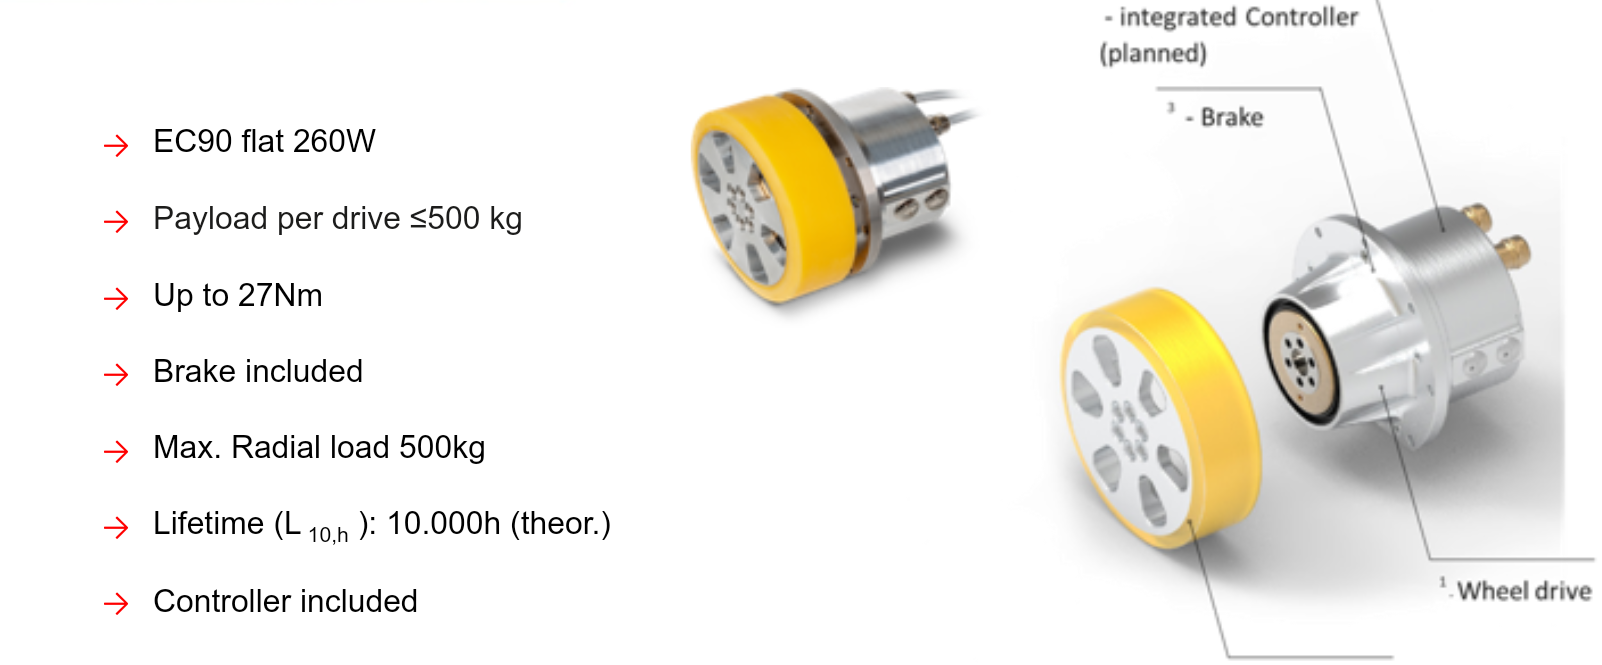 EC90 flat 260W
Payload per drive ≤500 kg
Up to 27Nm
Brake included
Max. Radial load 500kg
Lifetime (L 10,h ): 10.000h (theor.)
Controller included
- integrated Controller
(planned)
3 - Brake
1 - Wheel drive